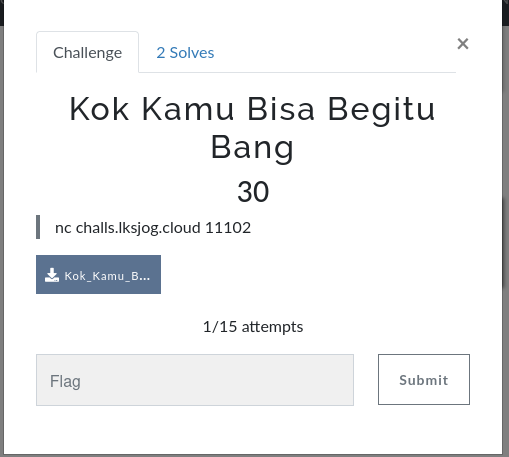 Challenge
2 Solves
×
Kok Kamu Bisa Begitu
Bang
30
nc challs.lksjog.cloud 11102
Kok_Kamu_B...
1/15 attempts
Flag
Submit